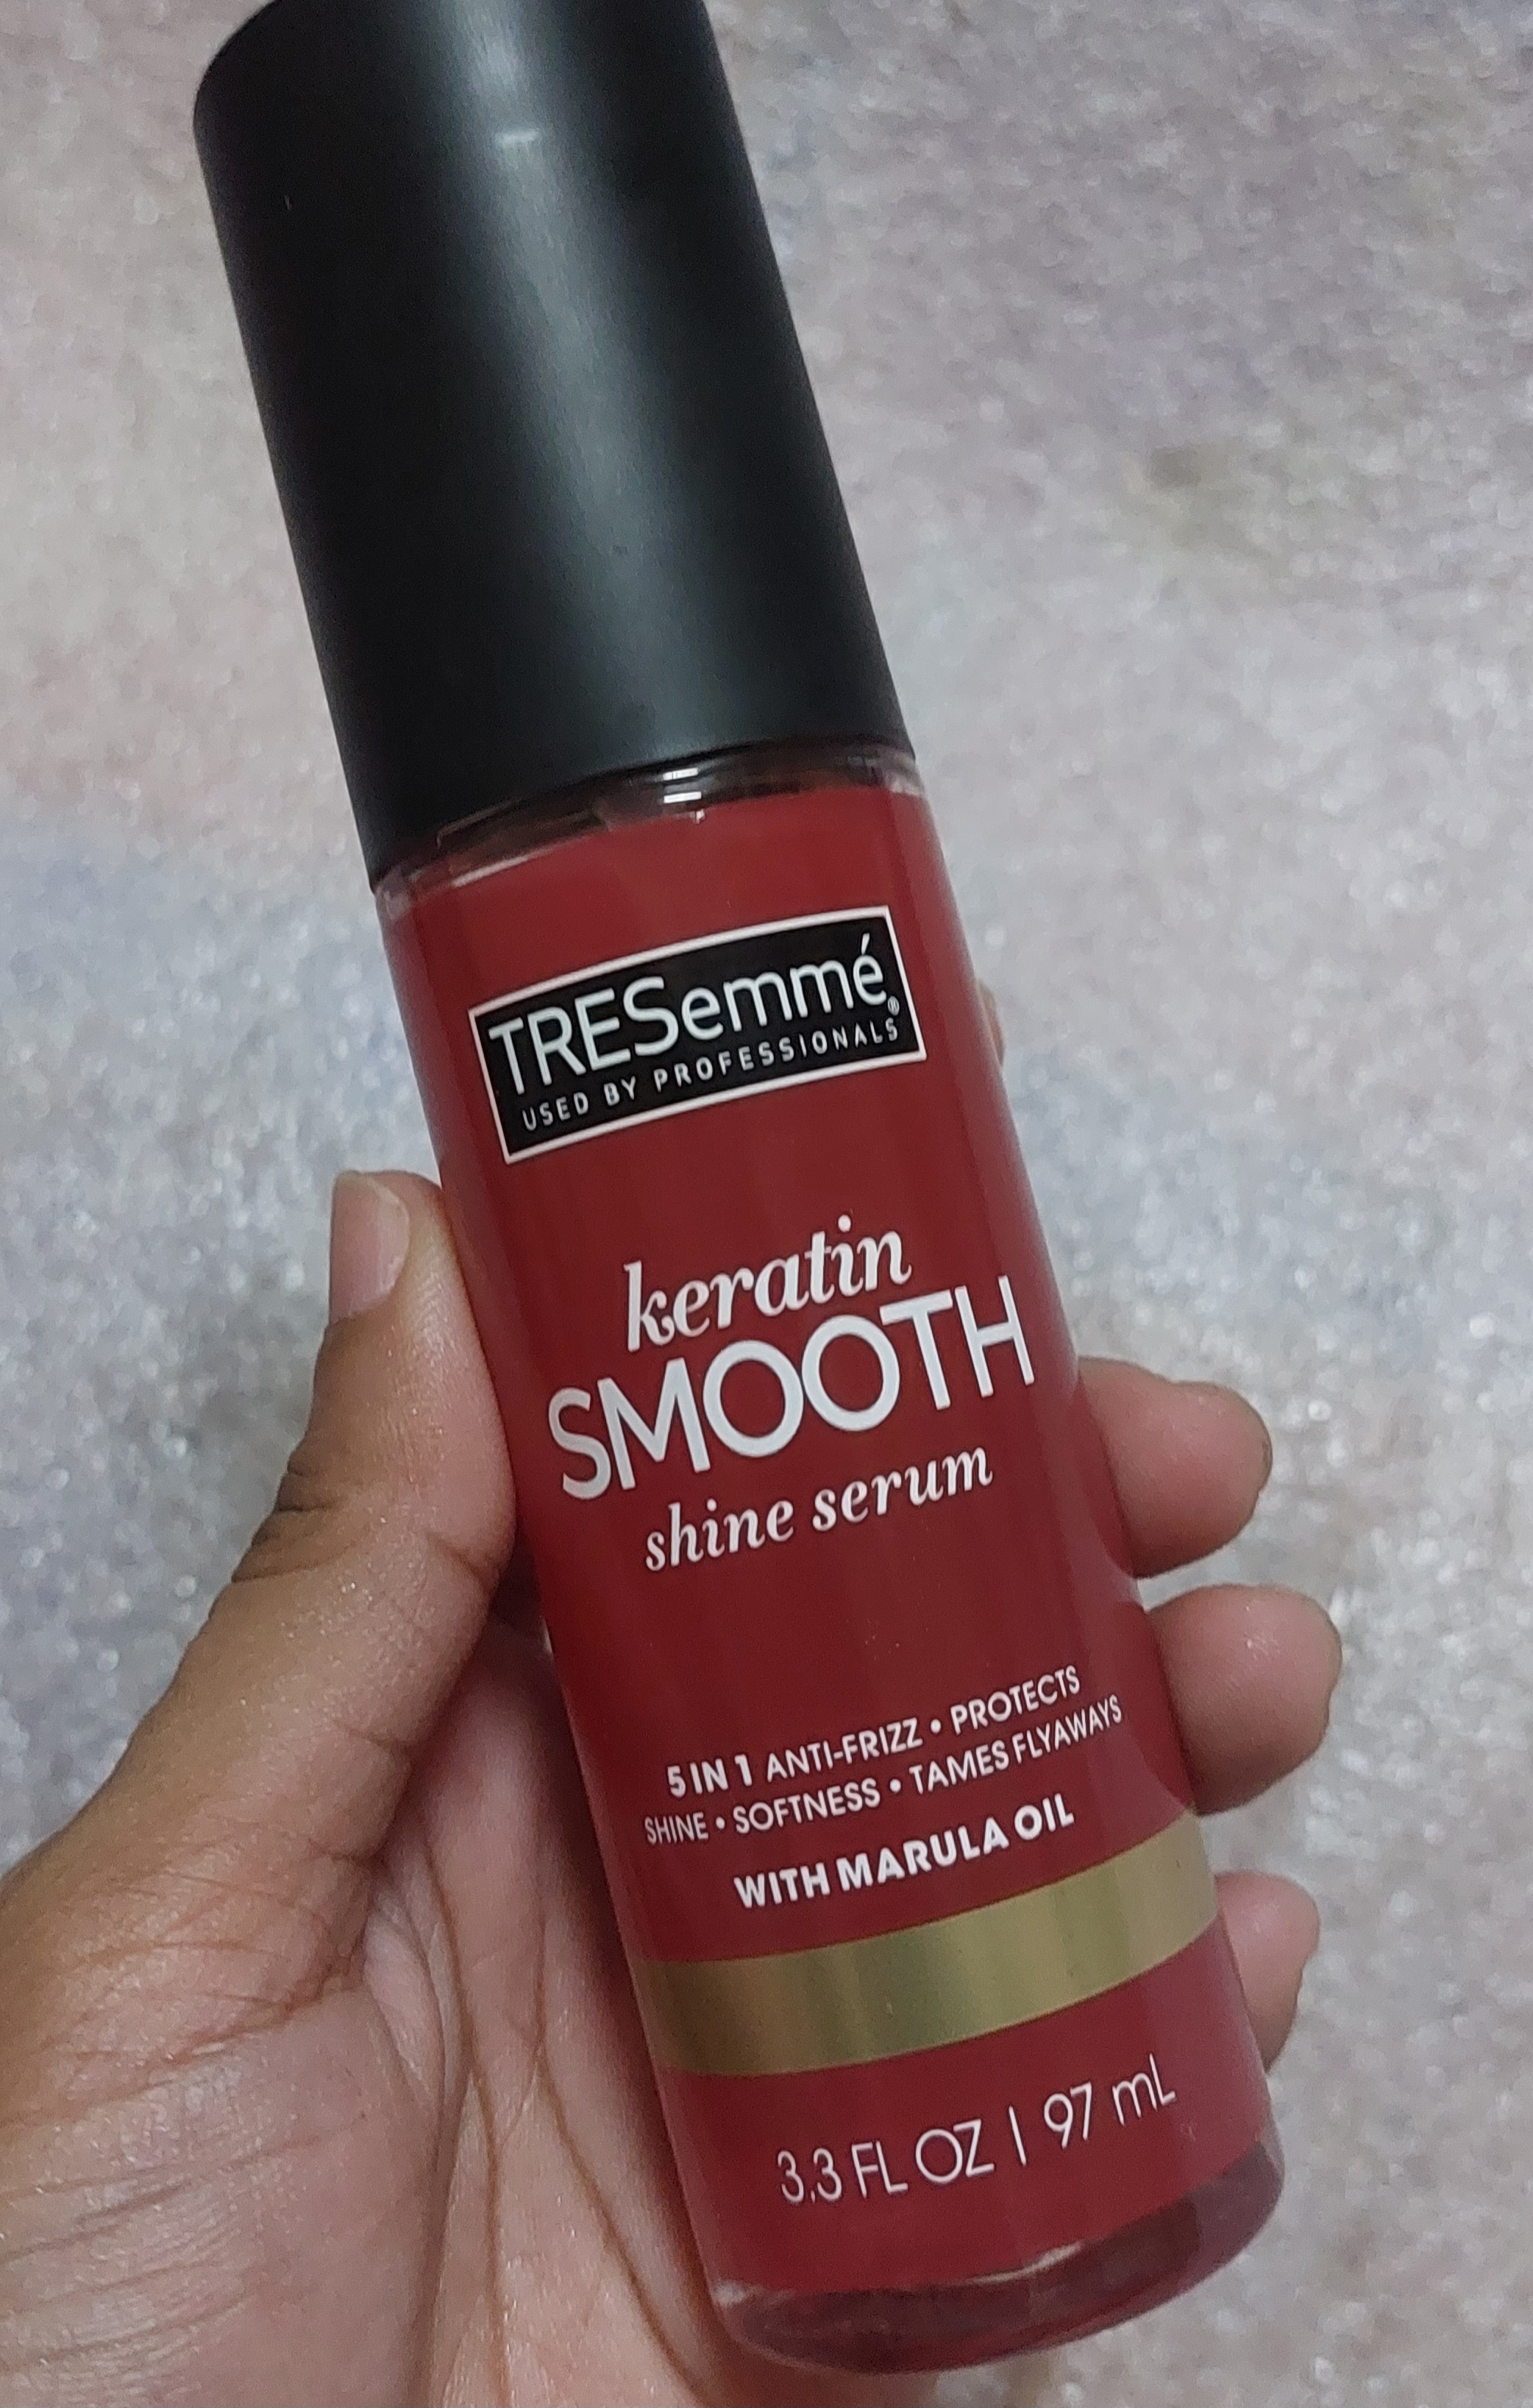 TRESemmé®
USED BY PROFESSIONALS
keratin
SMOOTH
shine serum
5 IN 1 ANTI-FRIZZ • PROTECTS
SHINE • SOFTNESS • TAMES FLYAWAYS
WITH MARULA OIL
3.3 FL OZ | 97 mL